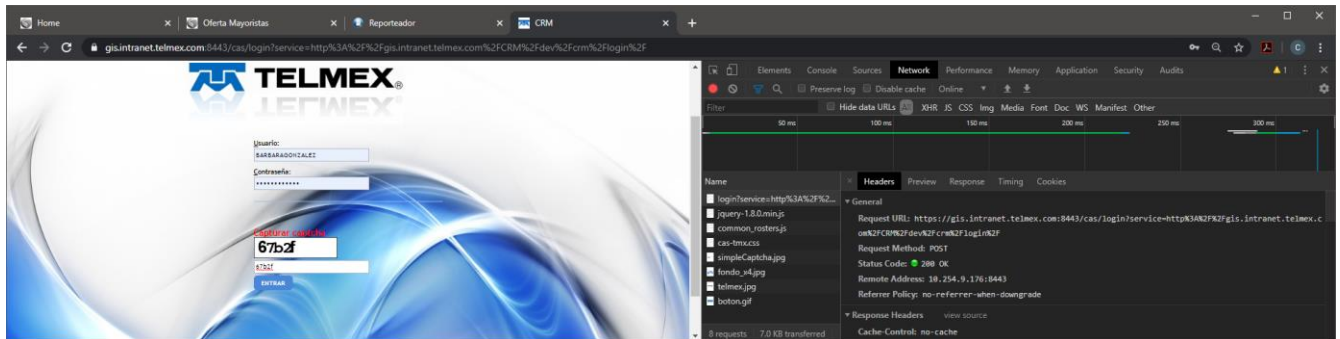 Home
Oferta Mayoristas
Reporteador
CRM
gis.intranet.telmex.com:8443/cas/login?service=http%3A%2F%2Fgis.intranet.telmex.com%2FCRM%2Fdev%2Fcrm%2Flogin%2F
TELMEX®
Usuario:
BARBARAGONZALEZ
Contraseña:
Capturar captcha
67b2f
67b2f
ENTRAR
Elements Console Sources Network Performance Memory Application Security Audits
1
Preserve log Disable cache Online
Filter Hide data URLs All XHR JS CSS Img Media Font Doc WS Manifest Other
50 ms 100 ms 150 ms 200 ms 250 ms 300 ms
Name
login?service=http%3A%2F%2...
jquery-1.8.0.min.js
common_rosters.js
cas-tmx.css
simpleCaptcha.jpg
fondo_x4.jpg
telmex.jpg
boton.gif
8 requests 7.0 KB transferred
Headers Preview Response Timing Cookies
General
Request URL: https://gis.intranet.telmex.com:8443/cas/login?service=http%3A%2F%2Fgis.intranet.telmex.c
om%2FCRM%2Fdev%2Fcrm%2Flogin%2F
Request Method: POST
Status Code: 200 OK
Remote Address: 10.254.9.176:8443
Referrer Policy: no-referrer-when-downgrade
Response Headers view source
Cache-Control: no-cache